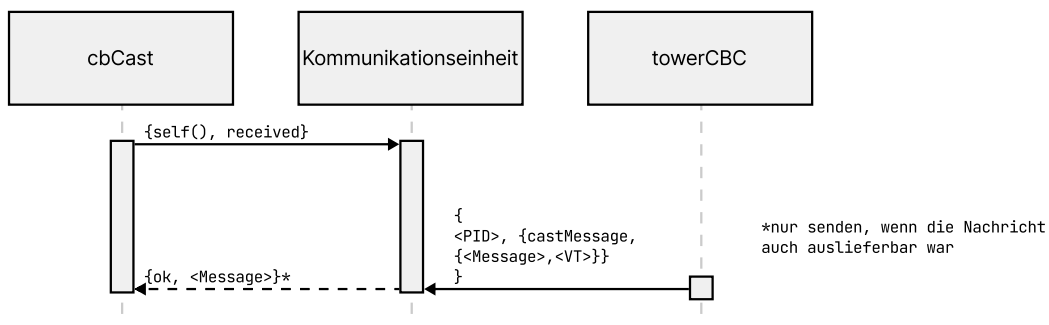 cbCast
Kommunikationseinheit
towerCBC
{self(), received}
{
<PID>, {castMessage,
{<Message>,<VT>}}
}
*nur senden, wenn die Nachricht
auch auslieferbar war
{ok, <Message>}*